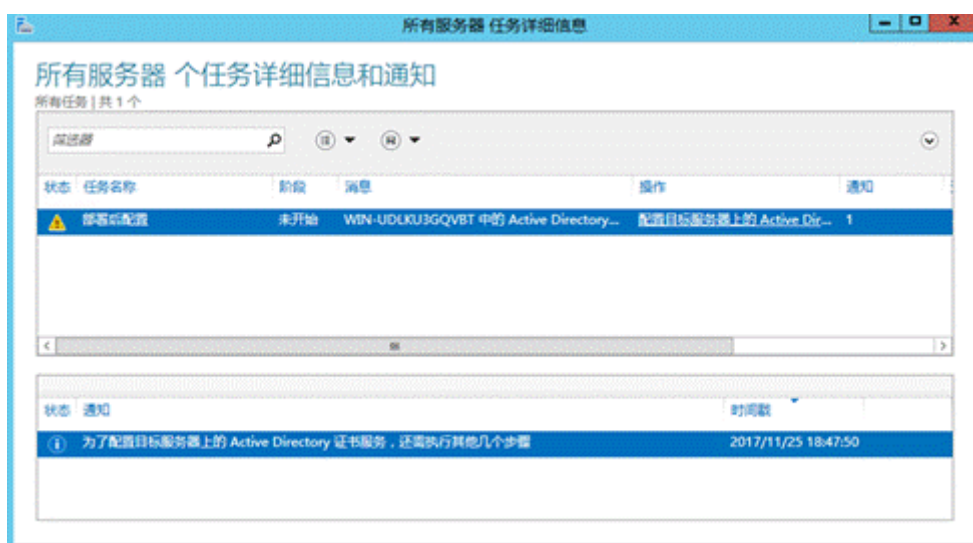 所有服务器 任务详细信息
所有服务器 个任务详细信息和通知
所有任务 | 共 1 个
筛选器
状态 任务名称 阶段 消息 操作 通知
部署后配置 未开始 WIN-UDLKU3GQVBT 中的 Active Directory... 配置目标服务器上的 Active Dir... 1
状态 通知 时间戳
为了配置目标服务器上的 Active Directory 证书服务，还需执行其他几个步骤 2017/11/25 18:47:50